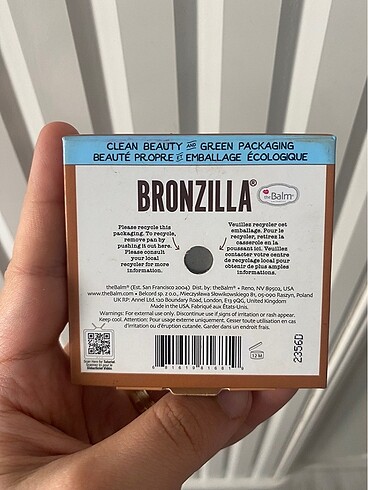 CLEAN BEAUTY AND GREEN PACKAGING
BEAUTÉ PROPRE ET EMBALLAGE ÉCOLOGIQUE
BRONZILLA®
theBalm®
Please recycle this
packaging. To recycle,
remove pan by
pushing it out here.
Please consult
your local
recycler for more
information.
Veuillez recycler cet
emballage. Pour le
recycler, retirez la
casserole en la
poussant ici. Veuillez
contacter votre centre
de recyclage local pour
obtenir de plus amples
informations.
theBalm® (Est. San Francisco 2004) Dist. by: theBalm® • Reno, NV 89502, USA
www.theBalm.com • Belkord sp. z o.o., Mieczysława Słowikowskiego 81, 05-090 Raszyn, Poland
UK RP: Annel Ltd. 120 Boundary Road, London, E13 9QG, United Kingdom
Made in the USA. Fabriqué aux États-Unis.
Warnings: For external use only. Discontinue use if signs of irritation or rash appear.
Keep cool. Attention: Pour usage externe uniquement. Cesser toute utilisation en cas
d'irritation ou d'éruption cutanée. Garder dans un endroit frais.
Scan Here for Tutorial
12 M
2356D